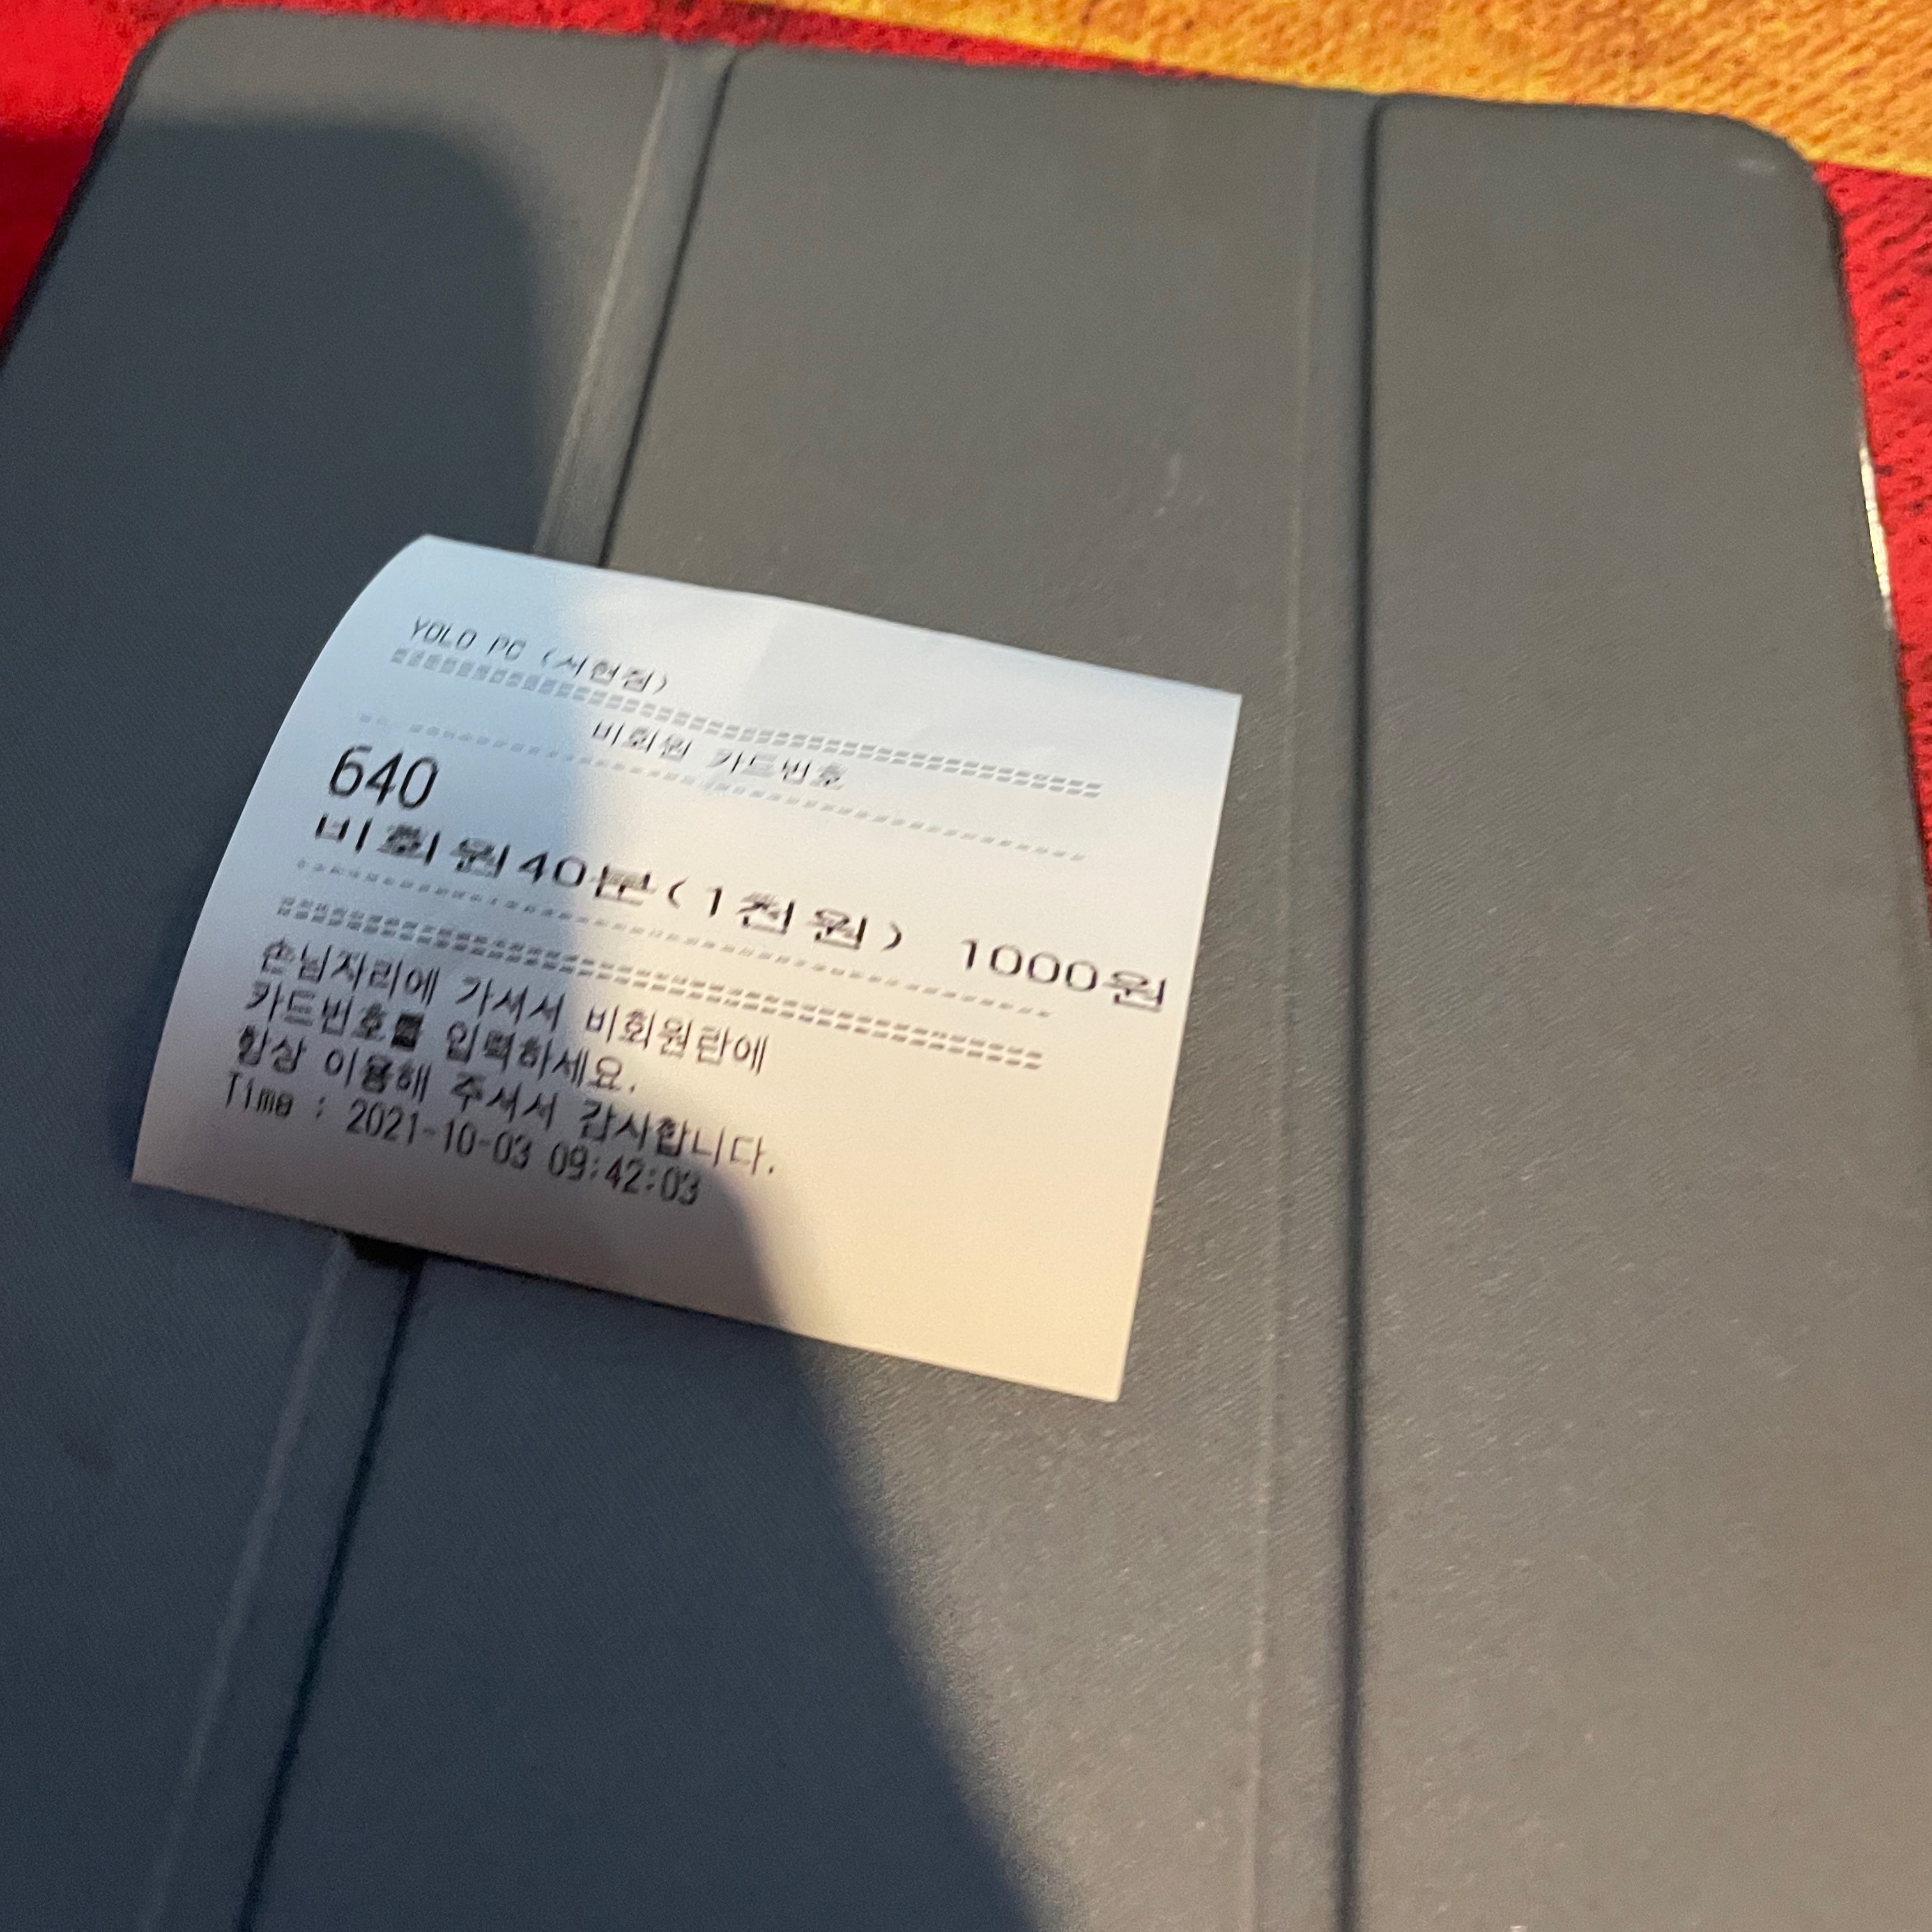 YOLO PC (서현점)
==================================================
비회원 카드번호
--------------------------------------------------
640
비회원40분(1천원) 1000원
--------------------------------------------------
==================================================
손님자리에 가셔서 비회원란에
카드번호를 입력하세요.
항상 이용해 주셔서 감사합니다.
Time : 2021-10-03 09:42:03